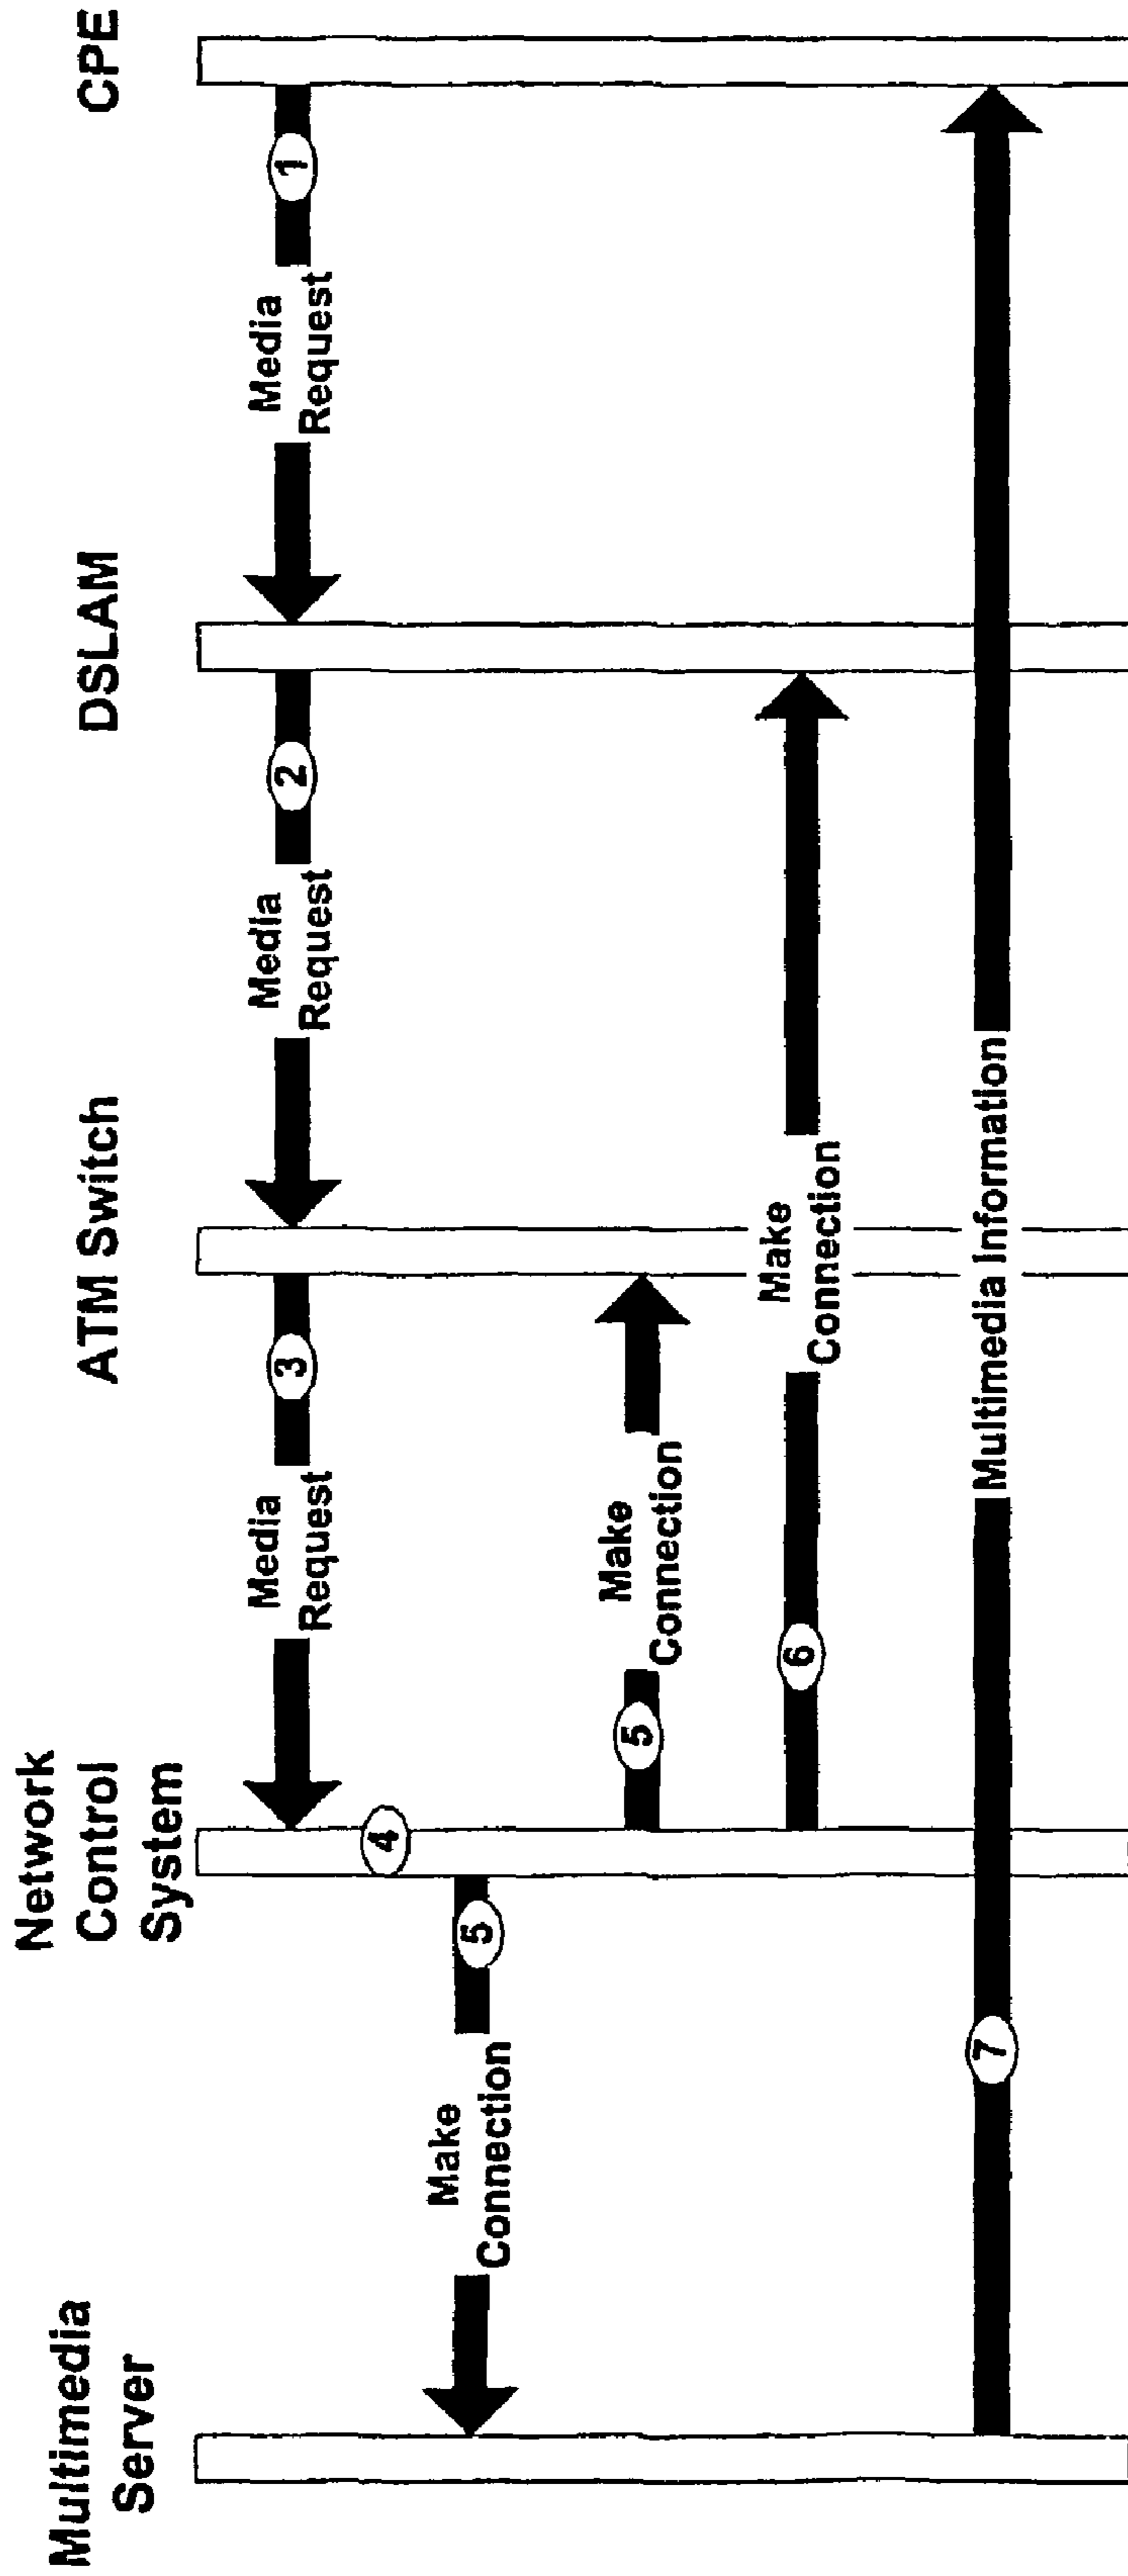 Multimedia
Server
Network
Control
System
ATM Switch
DSLAM
CPE
Media
Request
3
Media
Request
2
Media
Request
1
4
Make
Connection
5
5
Make
Connection
6
Make
Connection
7
Multimedia Information